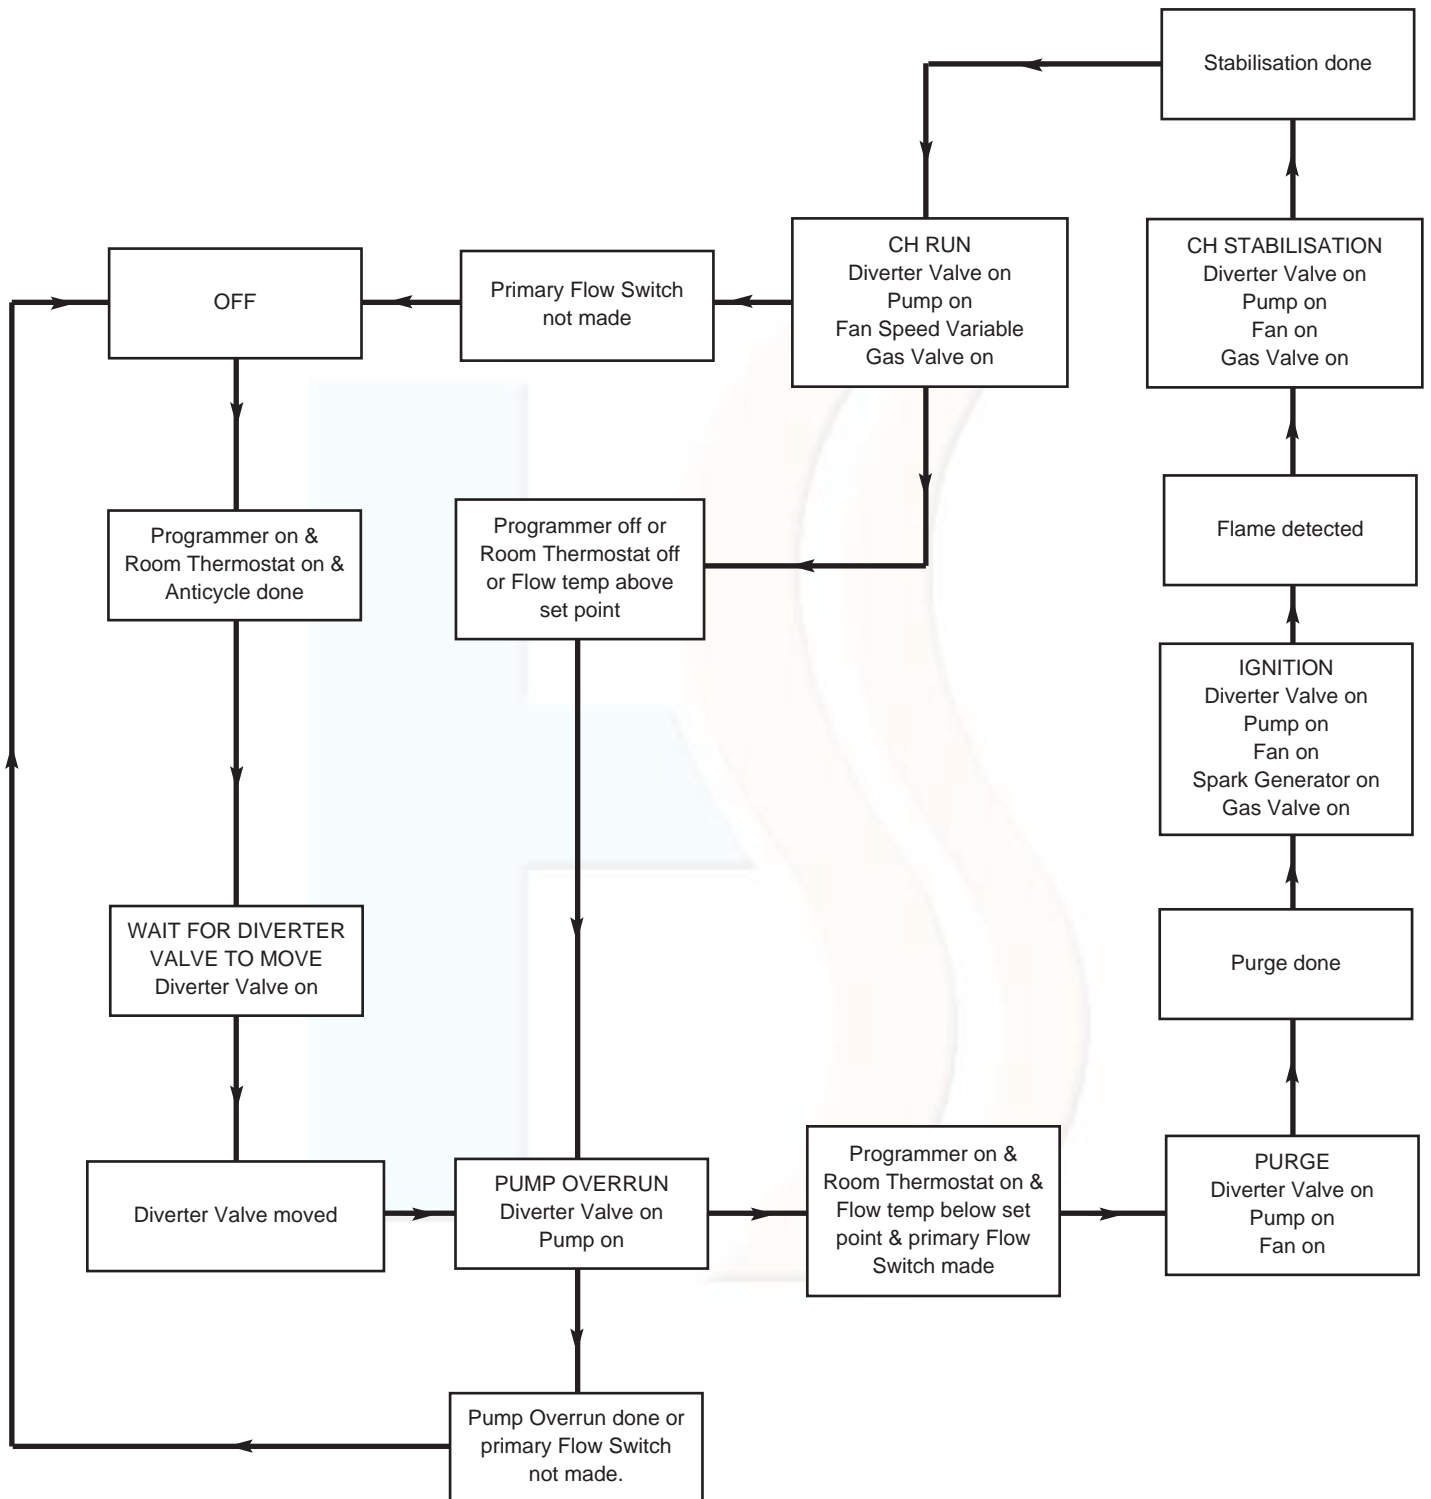 Stabilisation done
CH RUN
Diverter Valve on
Pump on
Fan Speed Variable
Gas Valve on
CH STABILISATION
Diverter Valve on
Pump on
Fan on
Gas Valve on
OFF
Primary Flow Switch
not made
Programmer on &
Room Thermostat on &
Anticycle done
Programmer off or
Room Thermostat off
or Flow temp above
set point
Flame detected
IGNITION
Diverter Valve on
Pump on
Fan on
Spark Generator on
Gas Valve on
WAIT FOR DIVERTER
VALVE TO MOVE
Diverter Valve on
Purge done
Diverter Valve moved
PUMP OVERRUN
Diverter Valve on
Pump on
Programmer on &
Room Thermostat on &
Flow temp below set
point & primary Flow
Switch made
PURGE
Diverter Valve on
Pump on
Fan on
Pump Overrun done or
primary Flow Switch
not made.